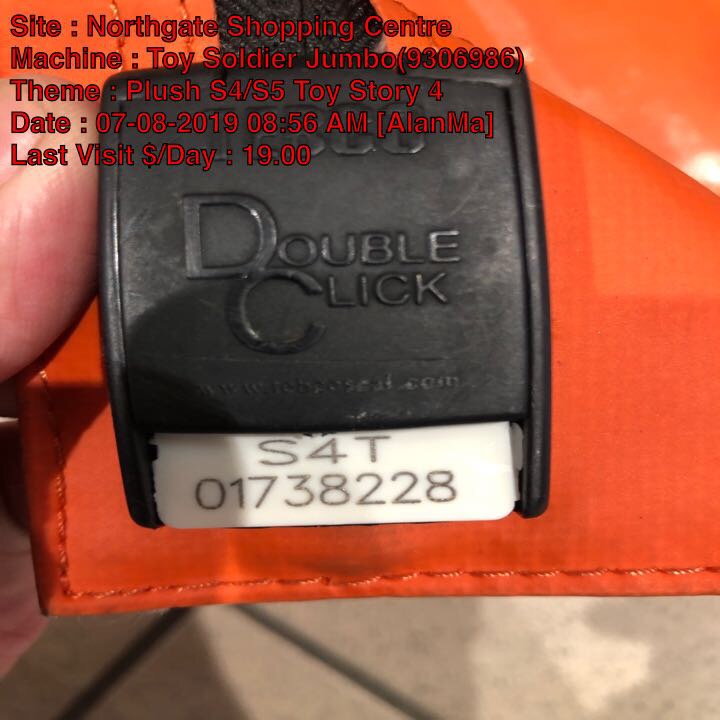 Site : Northgate Shopping Centre
Machine : Toy Soldier Jumbo(9306986)
Theme : Plush S4/S5 Toy Story 4
Date : 07-08-2019 08:56 AM [AlanMa]
Last Visit $/Day : 19.00
DOUBLE
CLICK
S4T
01738228